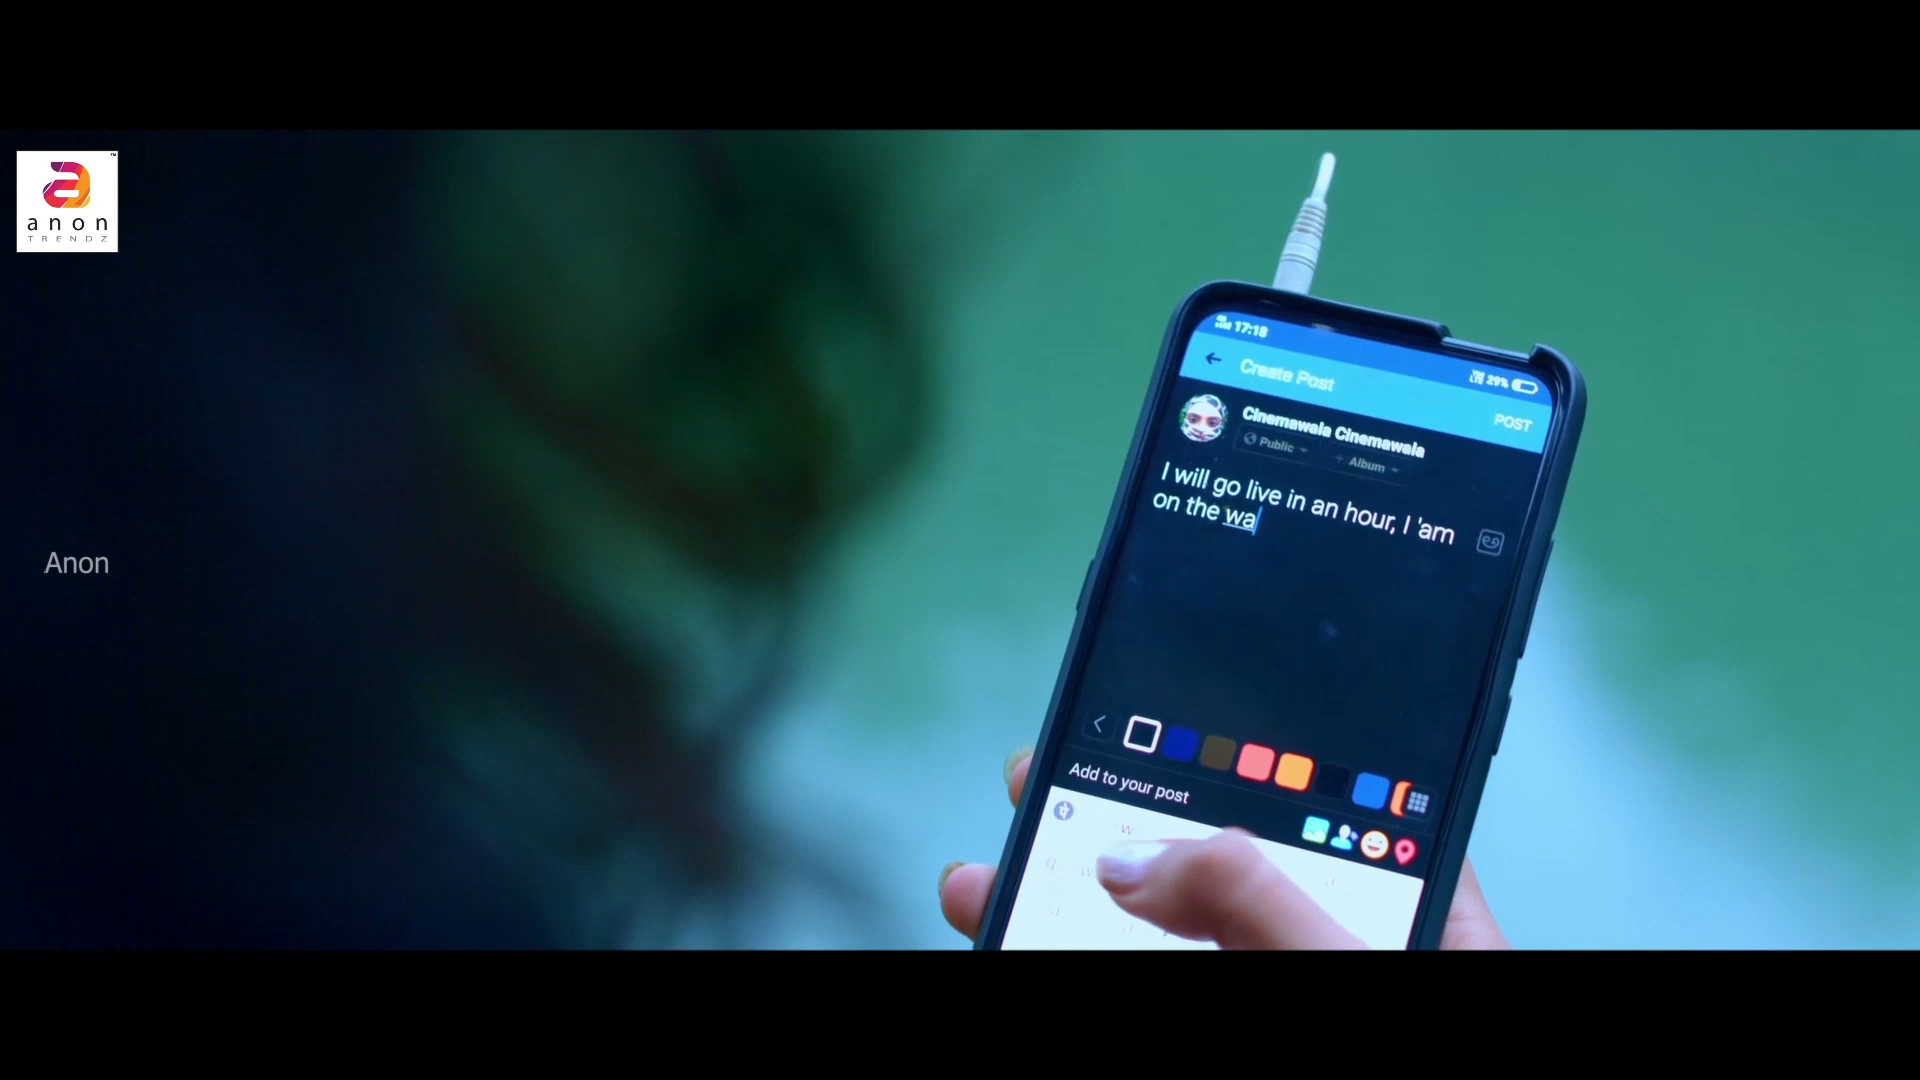 anon
TRENDZ
Anon
17:18
29%
Create Post
POST
Cinemawala Cinemawala
Public
Album
I will go live in an hour, I 'am
on the wa
Add to your post
w